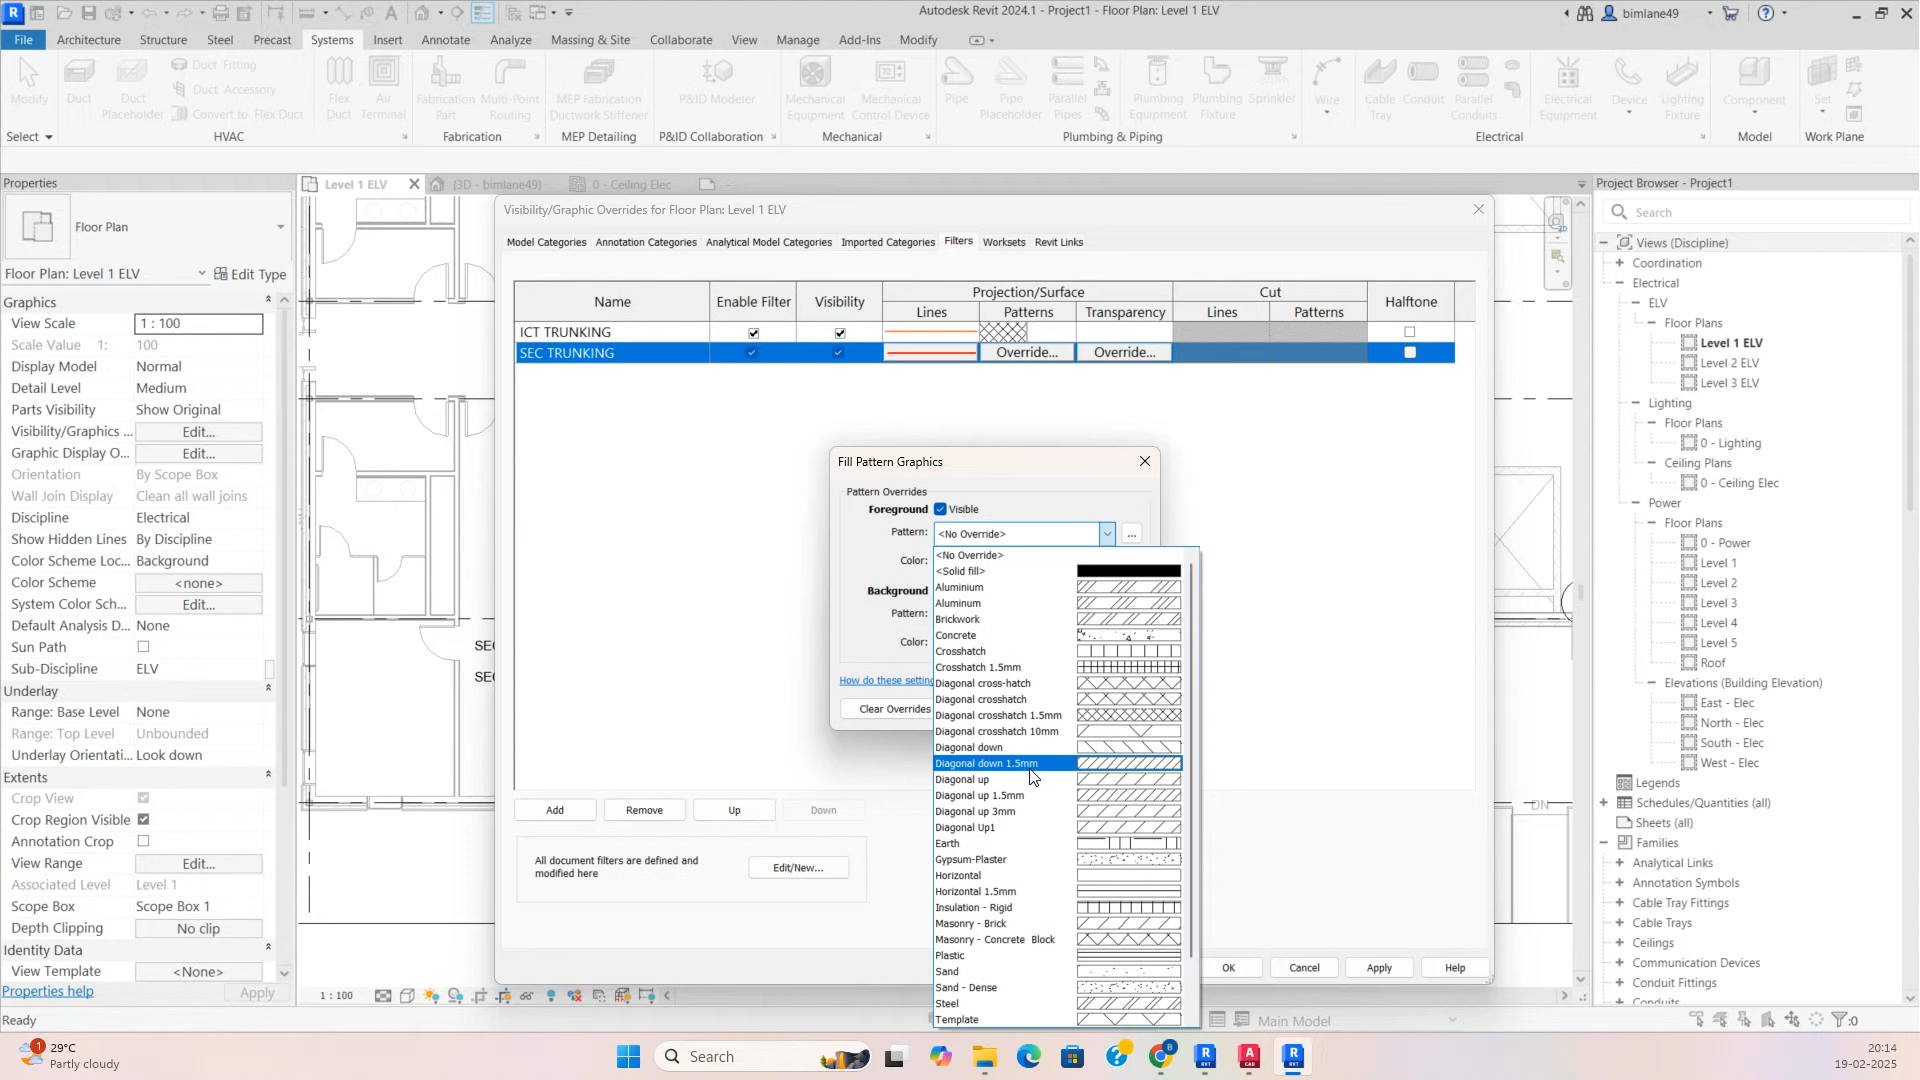 Autodesk Revit 2024.1 - Project1 - Floor Plan: Level 1 ELV
bimlane49
File Architecture Structure Steel Precast Systems Insert Annotate Analyze Massing & Site Collaborate View Manage Add-Ins Modify
Modify
Duct
Duct Placeholder
Duct Fitting
Duct Accessory
Convert to Flex Duct
Flex Duct
Air Terminal
Fabrication Part
Multi-Point Routing
MEP Fabrication Ductwork Stiffener
P&ID Modeler
Mechanical Equipment
Mechanical Control Device
Pipe
Pipe Placeholder
Parallel Pipes
Plumbing Equipment
Plumbing Fixture
Sprinkler
Wire
Cable Tray
Conduit
Parallel Conduits
Electrical Equipment
Device
Lighting Fixture
Component
Set
Select HVAC Fabrication MEP Detailing P&ID Collaboration Mechanical Plumbing & Piping Electrical Model Work Plane
Properties
Floor Plan
Floor Plan: Level 1 ELV Edit Type
Graphics
View Scale 1 : 100
Scale Value 1: 100
Display Model Normal
Detail Level Medium
Parts Visibility Show Original
Visibility/Graphics ... Edit...
Graphic Display O... Edit...
Orientation By Scope Box
Wall Join Display Clean all wall joins
Discipline Electrical
Show Hidden Lines By Discipline
Color Scheme Loc... Background
Color Scheme <none>
System Color Sch... Edit...
Default Analysis D... None
Sun Path
Sub-Discipline ELV
Underlay
Range: Base Level None
Range: Top Level Unbounded
Underlay Orientati... Look down
Extents
Crop View
Crop Region Visible
Annotation Crop
View Range Edit...
Associated Level Level 1
Scope Box Scope Box 1
Depth Clipping No clip
Identity Data
View Template <None>
Properties help Apply
Level 1 ELV (3D - bimlane49) 0 - Ceiling Elec -
SEC
SEC
DN
Visibility/Graphic Overrides for Floor Plan: Level 1 ELV
Model Categories Annotation Categories Analytical Model Categories Imported Categories Filters Worksets Revit Links
Name Enable Filter Visibility Projection/Surface Cut Halftone
Lines Patterns Transparency Lines Patterns
ICT TRUNKING
SEC TRUNKING Override... Override...
Fill Pattern Graphics
Pattern Overrides
Foreground Visible
Pattern: <No Override> ...
Color:
Background
Pattern:
Color:
How do these setting
Clear Overrides
<No Override>
<Solid fill>
Aluminium
Aluminum
Brickwork
Concrete
Crosshatch
Crosshatch 1.5mm
Diagonal cross-hatch
Diagonal crosshatch
Diagonal crosshatch 1.5mm
Diagonal crosshatch 10mm
Diagonal down
Diagonal down 1.5mm
Diagonal up
Diagonal up 1.5mm
Diagonal up 3mm
Diagonal Up1
Earth
Gypsum-Plaster
Horizontal
Horizontal 1.5mm
Insulation - Rigid
Masonry - Brick
Masonry - Concrete Block
Plastic
Sand
Sand - Dense
Steel
Template
Add Remove Up Down
All document filters are defined and
modified here
Edit/New...
OK Cancel Apply Help
Project Browser - Project1
Search
Views (Discipline)
Coordination
Electrical
ELV
Floor Plans
Level 1 ELV
Level 2 ELV
Level 3 ELV
Lighting
Floor Plans
0 - Lighting
Ceiling Plans
0 - Ceiling Elec
Power
Floor Plans
0 - Power
Level 1
Level 2
Level 3
Level 4
Level 5
Roof
Elevations (Building Elevation)
East - Elec
North - Elec
South - Elec
West - Elec
Legends
Schedules/Quantities (all)
Sheets (all)
Families
Analytical Links
Annotation Symbols
Cable Tray Fittings
Cable Trays
Ceilings
Communication Devices
Conduit Fittings
Conduits
1 : 100
Ready
Main Model
:0
1
29°C
Partly cloudy
Search
20:14
19-02-2025